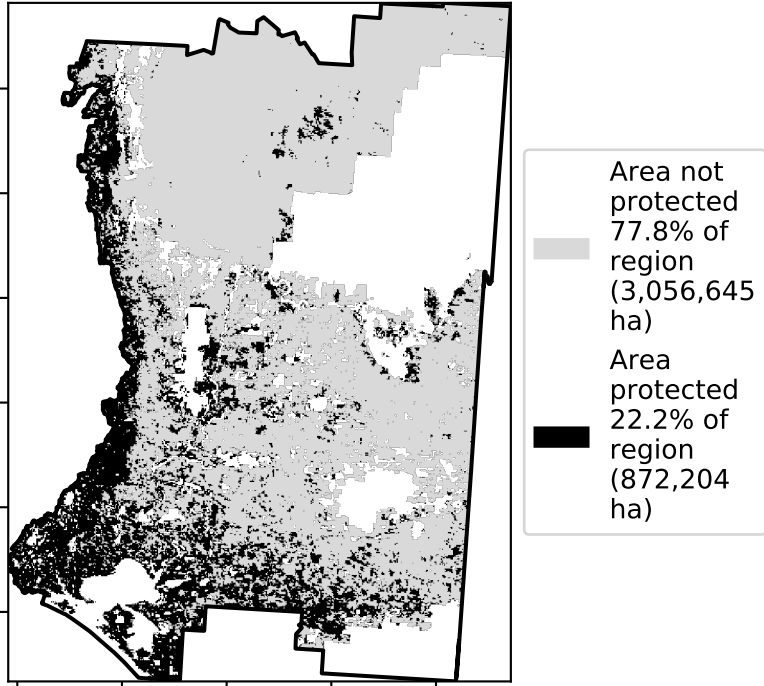 Area not
protected
77.8% of
region
(3,056,645
ha)
Area
protected
22.2% of
region
(872,204
ha)